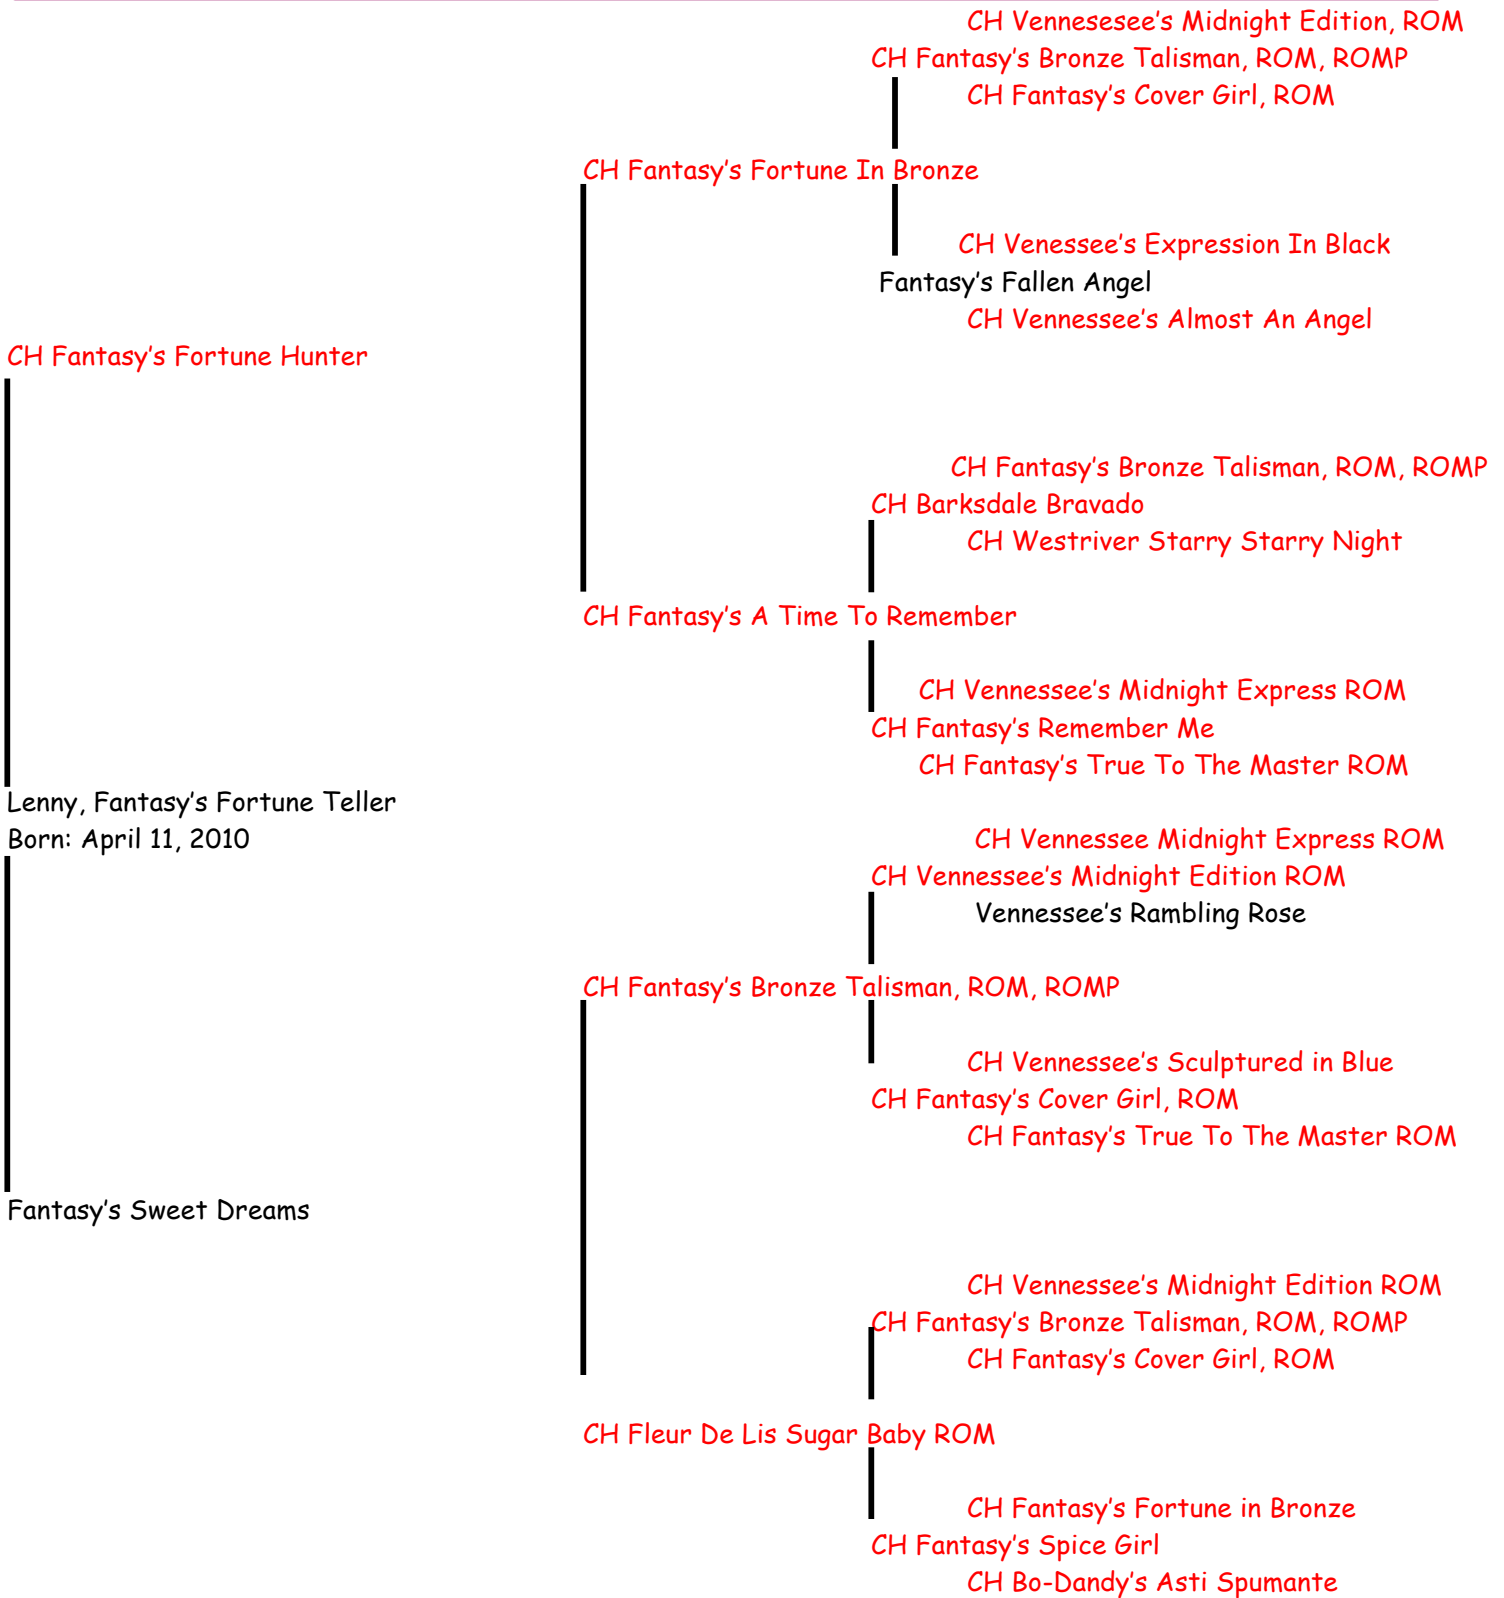 CH Vennesesee's Midnight Edition, ROM
CH Fantasy's Bronze Talisman, ROM, ROMP
CH Fantasy's Cover Girl, ROM
CH Fantasy's Fortune In Bronze
CH Venessee's Expression In Black
Fantasy's Fallen Angel
CH Vennessee's Almost An Angel
CH Fantasy's Fortune Hunter
CH Fantasy's Bronze Talisman, ROM, ROMP
CH Barksdale Bravado
CH Westriver Starry Starry Night
CH Fantasy's A Time To Remember
CH Vennessee's Midnight Express ROM
CH Fantasy's Remember Me
CH Fantasy's True To The Master ROM
Lenny, Fantasy's Fortune Teller
Born: April 11, 2010
CH Vennessee Midnight Express ROM
CH Vennessee's Midnight Edition ROM
Vennessee's Rambling Rose
CH Fantasy's Bronze Talisman, ROM, ROMP
CH Vennessee's Sculptured in Blue
CH Fantasy's Cover Girl, ROM
CH Fantasy's True To The Master ROM
Fantasy's Sweet Dreams
CH Vennessee's Midnight Edition ROM
CH Fantasy's Bronze Talisman, ROM, ROMP
CH Fantasy's Cover Girl, ROM
CH Fleur De Lis Sugar Baby ROM
CH Fantasy's Fortune in Bronze
CH Fantasy's Spice Girl
CH Bo-Dandy's Asti Spumante